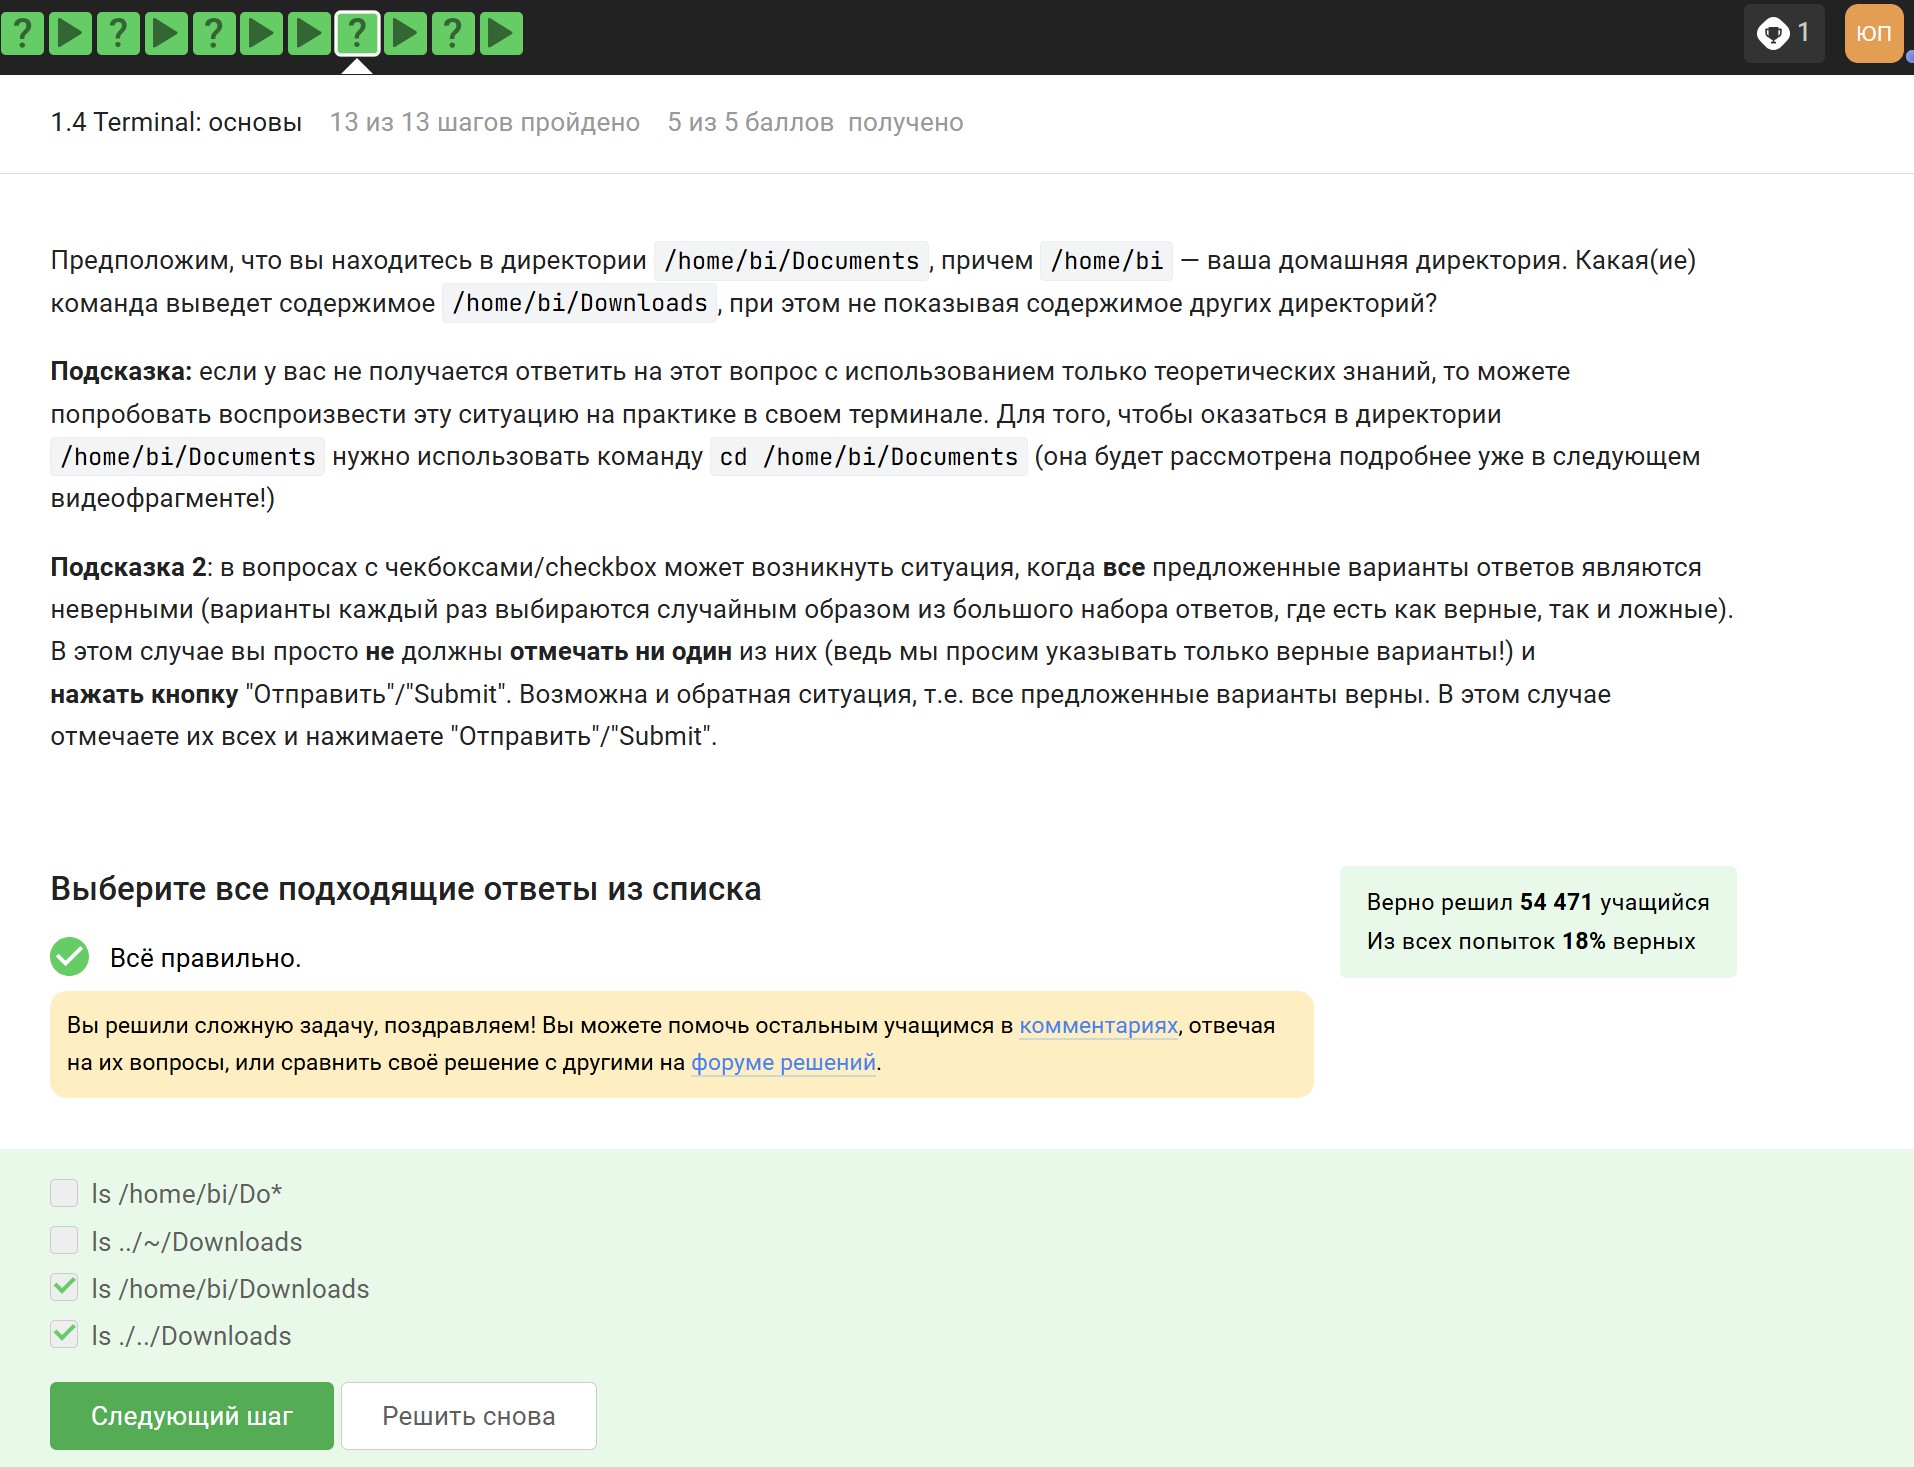 ? ? ? ? ?
1
ЮП
1.4 Terminal: основы 13 из 13 шагов пройдено 5 из 5 баллов получено
Предположим, что вы находитесь в директории /home/bi/Documents, причем /home/bi — ваша домашняя директория. Какая(ие)
команда выведет содержимое /home/bi/Downloads, при этом не показывая содержимое других директорий?
Подсказка: если у вас не получается ответить на этот вопрос с использованием только теоретических знаний, то можете
попробовать воспроизвести эту ситуацию на практике в своем терминале. Для того, чтобы оказаться в директории
/home/bi/Documents нужно использовать команду cd /home/bi/Documents (она будет рассмотрена подробнее уже в следующем
видеофрагменте!)
Подсказка 2: в вопросах с чекбоксами/checkbox может возникнуть ситуация, когда все предложенные варианты ответов являются
неверными (варианты каждый раз выбираются случайным образом из большого набора ответов, где есть как верные, так и ложные).
В этом случае вы просто не должны отмечать ни один из них (ведь мы просим указывать только верные варианты!) и
нажать кнопку "Отправить"/"Submit". Возможна и обратная ситуация, т.е. все предложенные варианты верны. В этом случае
отмечаете их всех и нажимаете "Отправить"/"Submit".
Выберите все подходящие ответы из списка
Верно решил 54 471 учащийся
Из всех попыток 18% верных
Всё правильно.
Вы решили сложную задачу, поздравляем! Вы можете помочь остальным учащимся в комментариях, отвечая
на их вопросы, или сравнить своё решение с другими на форуме решений.
ls /home/bi/Do*
ls ../~/Downloads
ls /home/bi/Downloads
ls ./../Downloads
Следующий шаг
Решить снова